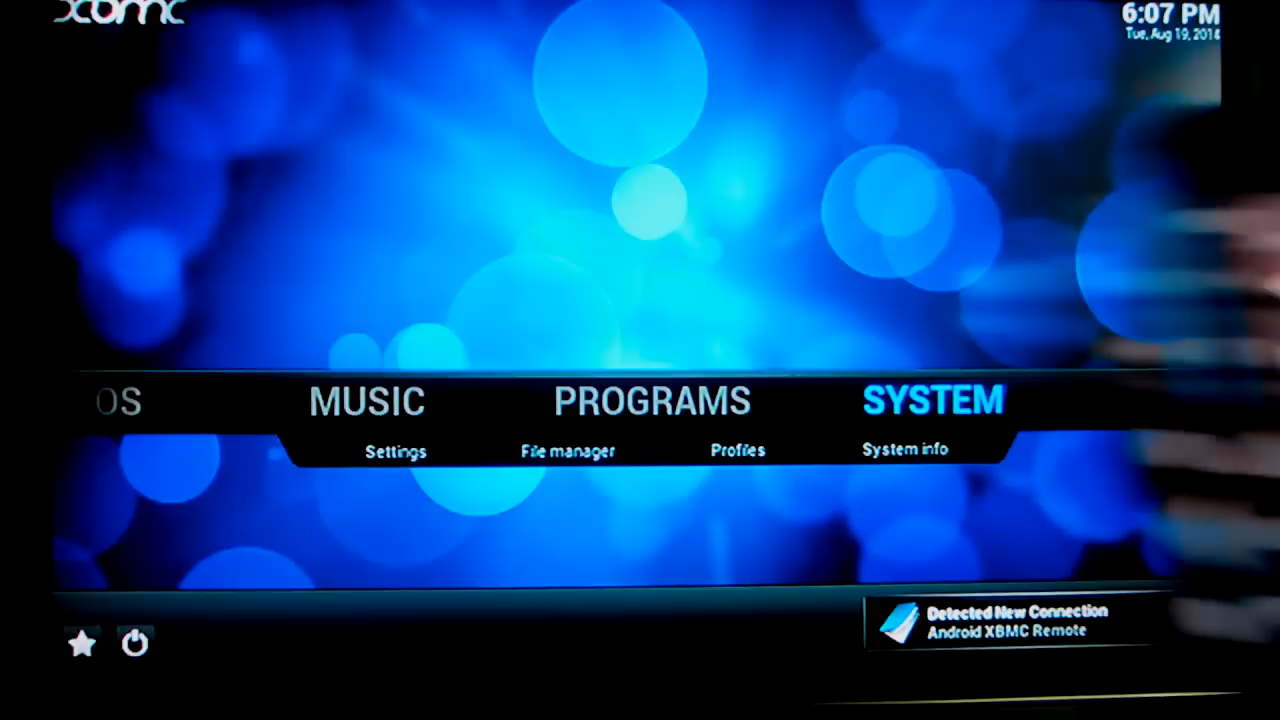 xbmc
6:07 PM
Tue, Aug 19, 2014
OS MUSIC PROGRAMS SYSTEM
Settings File manager Profiles System info
Detected New Connection
Android XBMC Remote